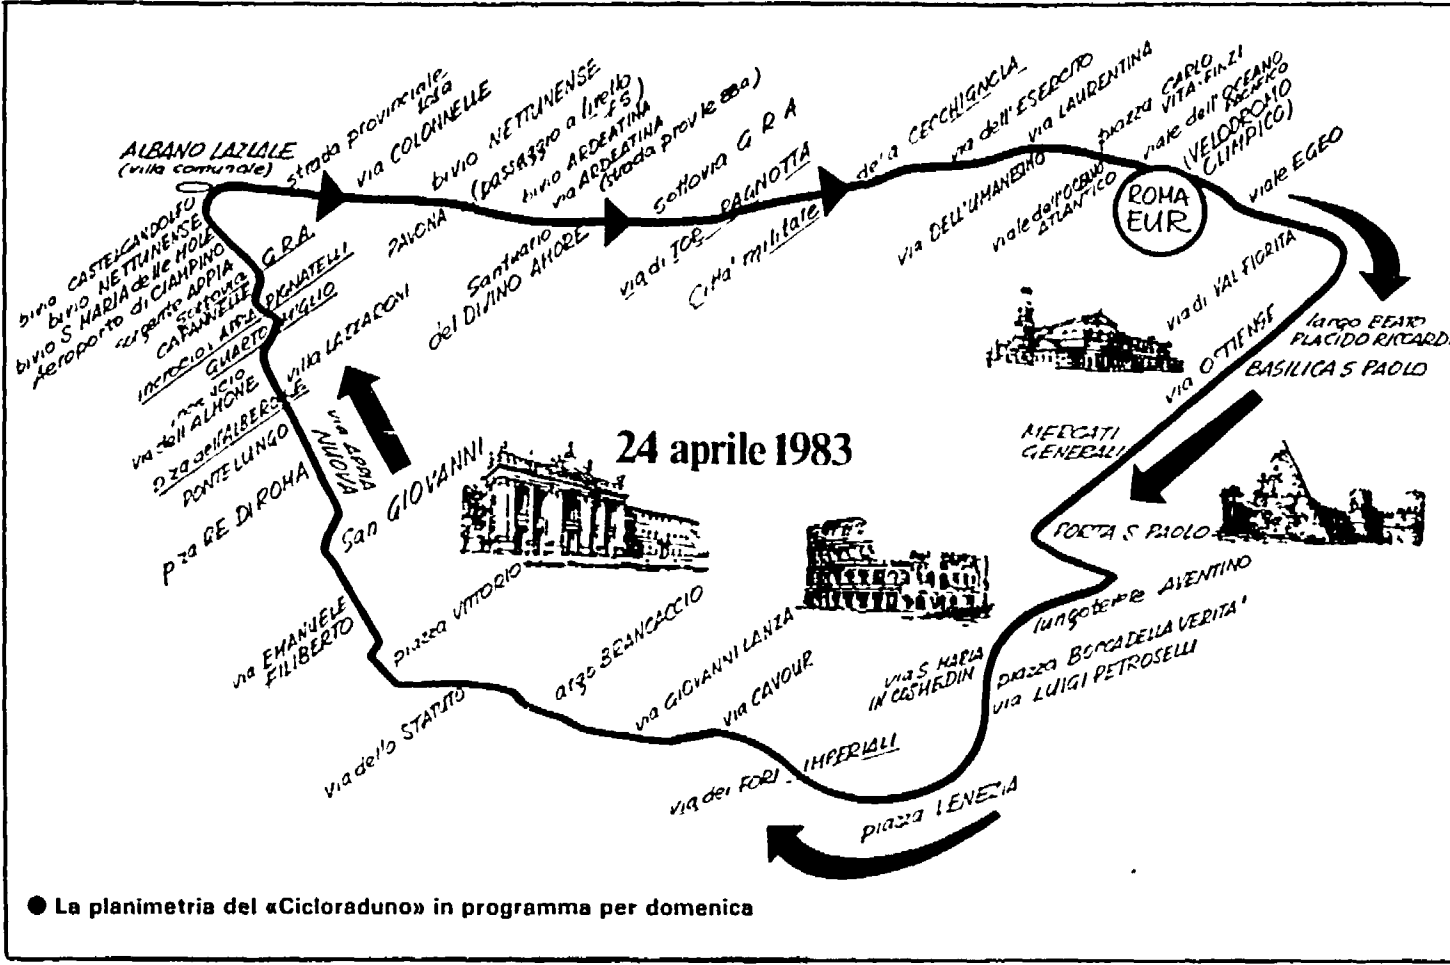 ALBANO LAZIALE
(villa comunale)
strada provinciale
via COLONNELLE
bivio NETTUNENSE
(passaggio a livello
FS)
bivio ARDEATINA
via ARDEATINA
(strada prov le 88a)
sottovia G R A
CECCHIGNOLA
via dell'ESERCITO
via LAURENTINA
piazza CARLO
VITA FINZI
viale dell'OCEANO
PACIFICO
(VELODROMO
OLIMPICO)
viale EGEO
bivio CASTELGANDOLFO
bivio NETTUNENSE
bivio S MARIA delle MOLE
Aeroporto di CIAMPINO
sorgente APPIA
sottovia G.R.A.
CAPANNELLE
incrocio APPIA PIGNATELLI
QUARTO MIGLIO
via dell'ALMONE
p.za dell'ALBERONE
villa LAZZARONI
PONTELUNGO
p.za RE DI ROMA
via APPIA
NUOVA
San GIOVANNI
PAVONA
Santuario
del DIVINO AMORE
via di TOR PAGNOTTA
Citta' militare
via DELL'UMANESIMO
viale dell'OCEANO
ATLANTICO
ROMA
EUR
via di VAL FIORITA
via OSTIENSE
largo BEATO
PLACIDO RICCARDI
BASILICA S PAOLO
MERCATI
GENERALI
24 aprile 1983
PORTA S PAOLO
lungotevere AVENTINO
piazza BOCCA DELLA VERITA'
via LUIGI PETROSELLI
via S MARIA
IN COSMEDIN
via EMANUELE
FILIBERTO
piazza VITTORIO
via dello STATUTO
argo BRANCACCIO
via GIOVANNI LANZA
via CAVOUR
via dei FORI IMPERIALI
piazza VENEZIA
● La planimetria del «Cicloraduno» in programma per domenica